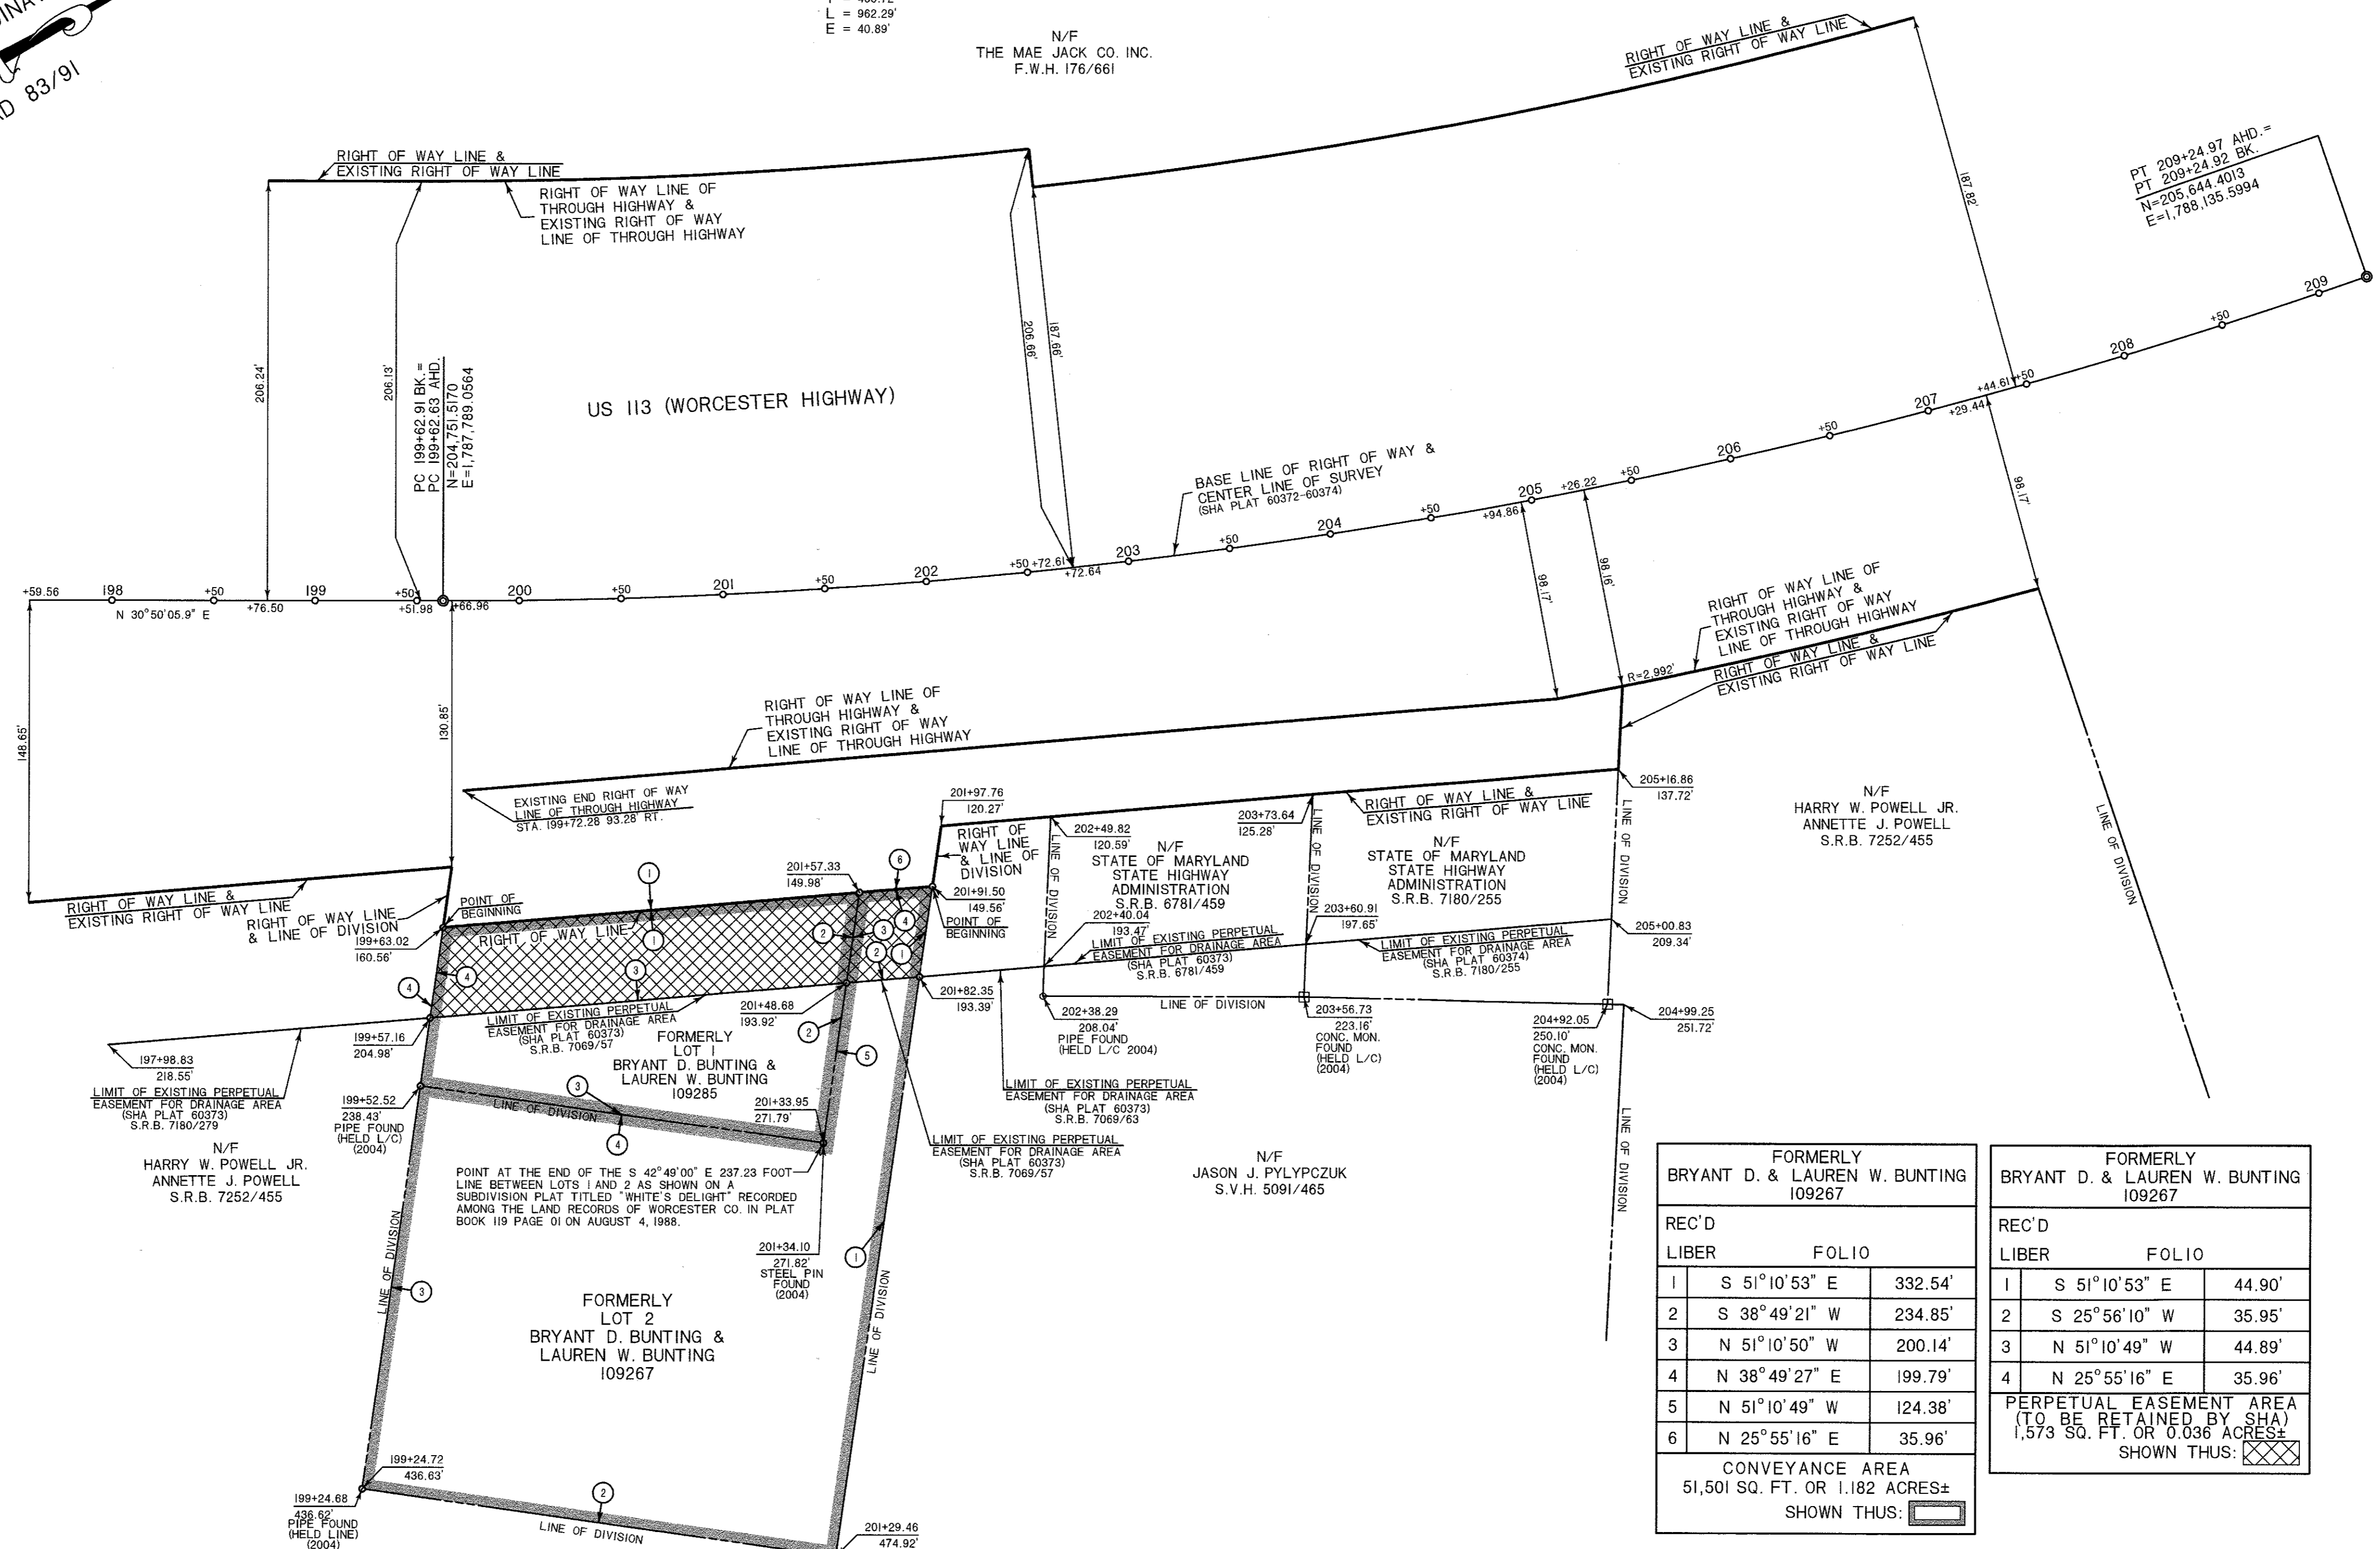 DINA
D 83/91
L = 962.29'
E = 40.89'
N/F
THE MAE JACK CO. INC.
F.W.H. 176/661
RIGHT OF WAY LINE &
EXISTING RIGHT OF WAY LINE
RIGHT OF WAY LINE &
EXISTING RIGHT OF WAY LINE
RIGHT OF WAY LINE OF
THROUGH HIGHWAY &
EXISTING RIGHT OF WAY
LINE OF THROUGH HIGHWAY
187.82'
PT 209+24.97 AHD.=
PT 209+24.92 BK.
N=205,644.4013
E=1,788,135.5994
206.24'
206.13'
PC 199+62.91 BK.=
PC 199+62.63 AHD.
N=204,751.5170
E=1,787,789.0564
US 113 (WORCESTER HIGHWAY)
206.66'
187.66'
BASE LINE OF RIGHT OF WAY &
CENTER LINE OF SURVEY
(SHA PLAT 60372-60374)
+59.56
198
+50
+76.50
199
+50
+51.98
+66.96
200
+50
201
+50
202
+50
+72.61
+72.64
203
+50
204
+50
+94.86
205
+26.22
+50
206
+50
207
+29.44
+44.61
+50
208
+50
209
N 30°50'05.9" E
98.17'
98.16'
98.17'
148.65'
130.85'
RIGHT OF WAY LINE OF
THROUGH HIGHWAY &
EXISTING RIGHT OF WAY
LINE OF THROUGH HIGHWAY
RIGHT OF WAY LINE &
EXISTING RIGHT OF WAY LINE
R=2,992'
RIGHT OF WAY LINE OF
THROUGH HIGHWAY &
EXISTING RIGHT OF WAY
LINE OF THROUGH HIGHWAY
EXISTING END RIGHT OF WAY
LINE OF THROUGH HIGHWAY
STA. 199+72.28 93.28' RT.
201+97.76
120.27'
RIGHT OF
WAY LINE
& LINE OF
DIVISION
202+49.82
120.59'
203+73.64
125.28'
RIGHT OF WAY LINE &
EXISTING RIGHT OF WAY LINE
205+16.86
137.72'
N/F
HARRY W. POWELL JR.
ANNETTE J. POWELL
S.R.B. 7252/455
LINE OF DIVISION
LINE OF DIVISION
LINE OF DIVISION
LINE OF DIVISION
N/F
STATE OF MARYLAND
STATE HIGHWAY
ADMINISTRATION
S.R.B. 6781/459
N/F
STATE OF MARYLAND
STATE HIGHWAY
ADMINISTRATION
S.R.B. 7180/255
RIGHT OF WAY LINE &
EXISTING RIGHT OF WAY LINE
RIGHT OF WAY LINE
& LINE OF DIVISION
POINT OF
BEGINNING
199+63.02
160.56'
1
1
RIGHT OF WAY LINE
201+57.33
149.98'
6
201+91.50
149.56'
POINT OF
BEGINNING
2
3
4
2
1
3
4
4
202+40.04
193.47'
LIMIT OF EXISTING PERPETUAL
EASEMENT FOR DRAINAGE AREA
(SHA PLAT 60373)
S.R.B. 6781/459
203+60.91
197.65'
LIMIT OF EXISTING PERPETUAL
EASEMENT FOR DRAINAGE AREA
(SHA PLAT 60374)
S.R.B. 7180/255
205+00.83
209.34'
199+57.16
204.98'
LIMIT OF EXISTING PERPETUAL
EASEMENT FOR DRAINAGE AREA
(SHA PLAT 60373)
S.R.B. 7069/57
201+48.68
193.92'
201+82.35
193.39'
LINE OF DIVISION
202+38.29
208.04'
PIPE FOUND
(HELD L/C 2004)
203+56.73
223.16'
CONC. MON.
FOUND
(HELD L/C)
(2004)
204+92.05
250.10'
CONC. MON.
FOUND
(HELD L/C)
(2004)
204+99.25
251.72'
197+98.83
218.55'
LIMIT OF EXISTING PERPETUAL
EASEMENT FOR DRAINAGE AREA
(SHA PLAT 60373)
S.R.B. 7180/279
N/F
HARRY W. POWELL JR.
ANNETTE J. POWELL
S.R.B. 7252/455
FORMERLY
LOT 1
BRYANT D. BUNTING &
LAUREN W. BUNTING
109285
2
5
3
4
LINE OF DIVISION
199+52.52
238.43'
PIPE FOUND
(HELD L/C)
(2004)
201+33.95
271.79'
LIMIT OF EXISTING PERPETUAL
EASEMENT FOR DRAINAGE AREA
(SHA PLAT 60373)
S.R.B. 7069/63
LIMIT OF EXISTING PERPETUAL
EASEMENT FOR DRAINAGE AREA
(SHA PLAT 60373)
S.R.B. 7069/57
N/F
JASON J. PYLYPCZUK
S.V.H. 5091/465
LINE OF DIVISION
POINT AT THE END OF THE S 42°49'00" E 237.23 FOOT
LINE BETWEEN LOTS 1 AND 2 AS SHOWN ON A
SUBDIVISION PLAT TITLED "WHITE'S DELIGHT" RECORDED
AMONG THE LAND RECORDS OF WORCESTER CO. IN PLAT
BOOK 119 PAGE 01 ON AUGUST 4, 1988.
201+34.10
271.82'
STEEL PIN
FOUND
(2004)
1
3
LINE OF DIVISION
LINE OF DIVISION
FORMERLY
LOT 2
BRYANT D. BUNTING &
LAUREN W. BUNTING
109267
199+24.72
436.63'
199+24.68
436.62'
PIPE FOUND
(HELD LINE)
(2004)
2
LINE OF DIVISION
201+29.46
474.92'
FORMERLY
BRYANT D. & LAUREN W. BUNTING
109267
REC'D
LIBER FOLIO
1 S 51°10'53" E 332.54'
2 S 38°49'21" W 234.85'
3 N 51°10'50" W 200.14'
4 N 38°49'27" E 199.79'
5 N 51°10'49" W 124.38'
6 N 25°55'16" E 35.96'
CONVEYANCE AREA
51,501 SQ. FT. OR 1.182 ACRES±
SHOWN THUS:
FORMERLY
BRYANT D. & LAUREN W. BUNTING
109267
REC'D
LIBER FOLIO
1 S 51°10'53" E 44.90'
2 S 25°56'10" W 35.95'
3 N 51°10'49" W 44.89'
4 N 25°55'16" E 35.96'
PERPETUAL EASEMENT AREA
(TO BE RETAINED BY SHA)
1,573 SQ. FT. OR 0.036 ACRES±
SHOWN THUS: